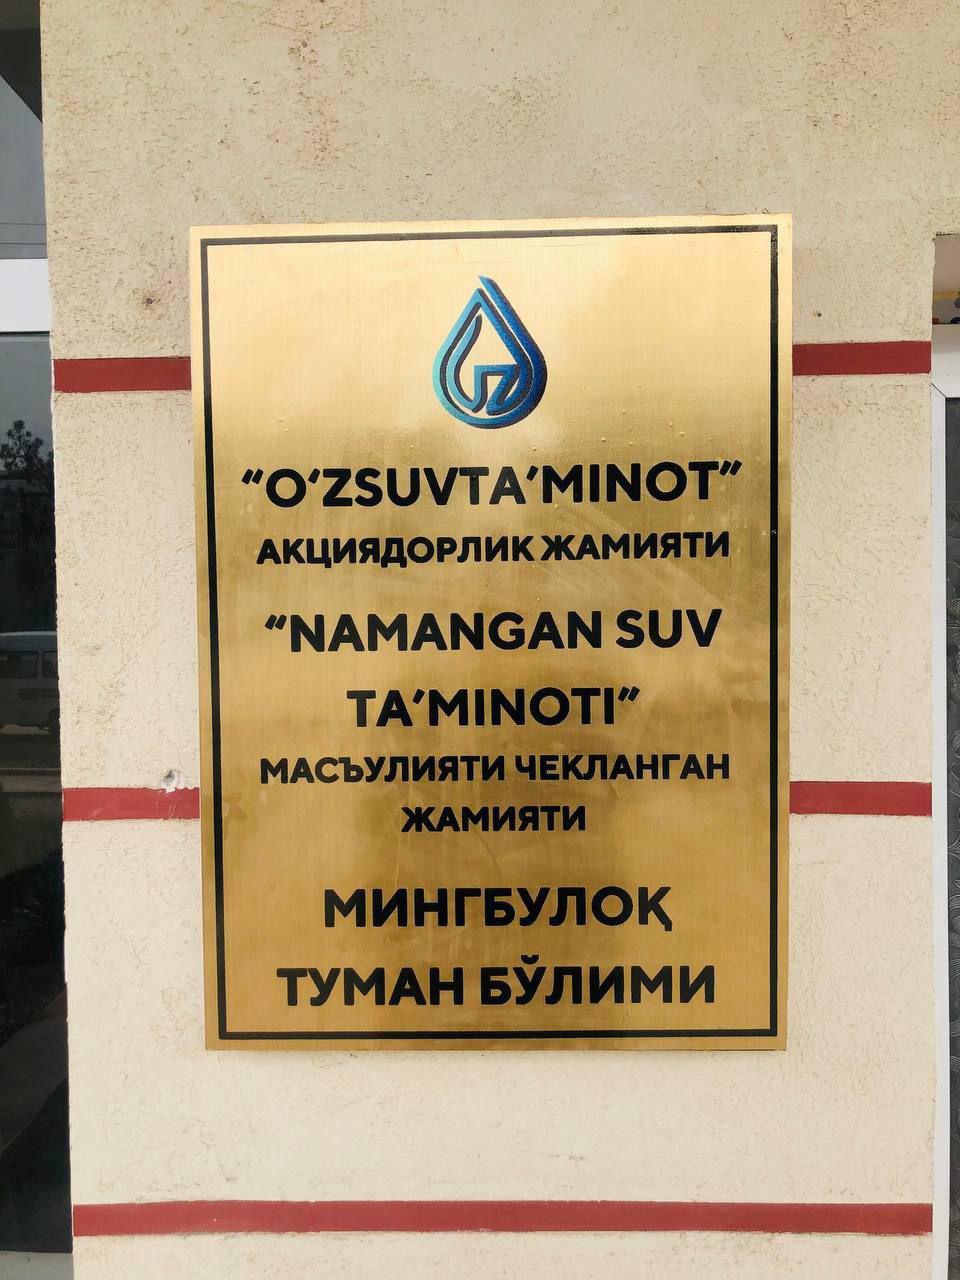 “O‘ZSUVTA’MINOT”
АКЦИЯДОРЛИК ЖАМИЯТИ
“NAMANGAN SUV
TA’MINOTI”
МАСЪУЛИЯТИ ЧЕКЛАНГАН
ЖАМИЯТИ
МИНГБУЛОҚ
ТУМАН БЎЛИМИ